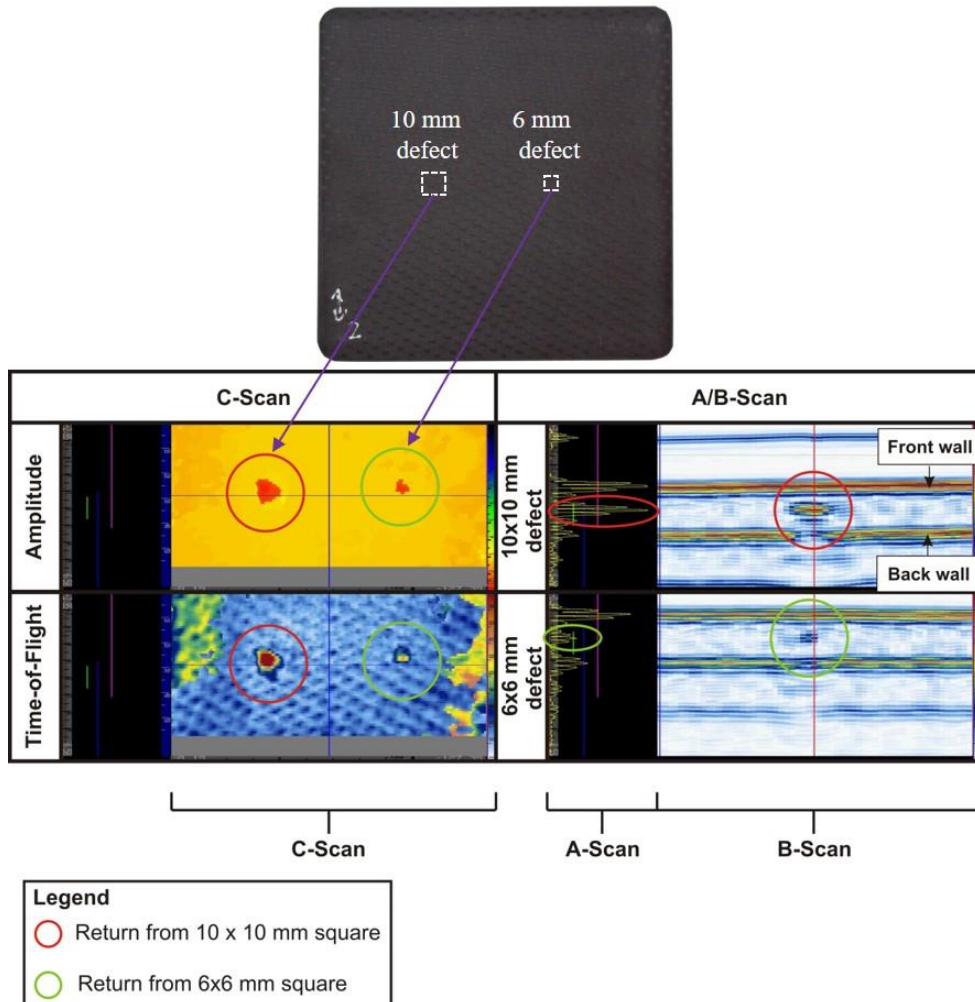 10 mm
defect
6 mm
defect
2
C-Scan
A/B-Scan
Amplitude
10x10 mm
defect
Front wall
Back wall
Time-of-Flight
6x6 mm
defect
C-Scan
A-Scan
B-Scan
Legend
Return from 10 x 10 mm square
Return from 6x6 mm square